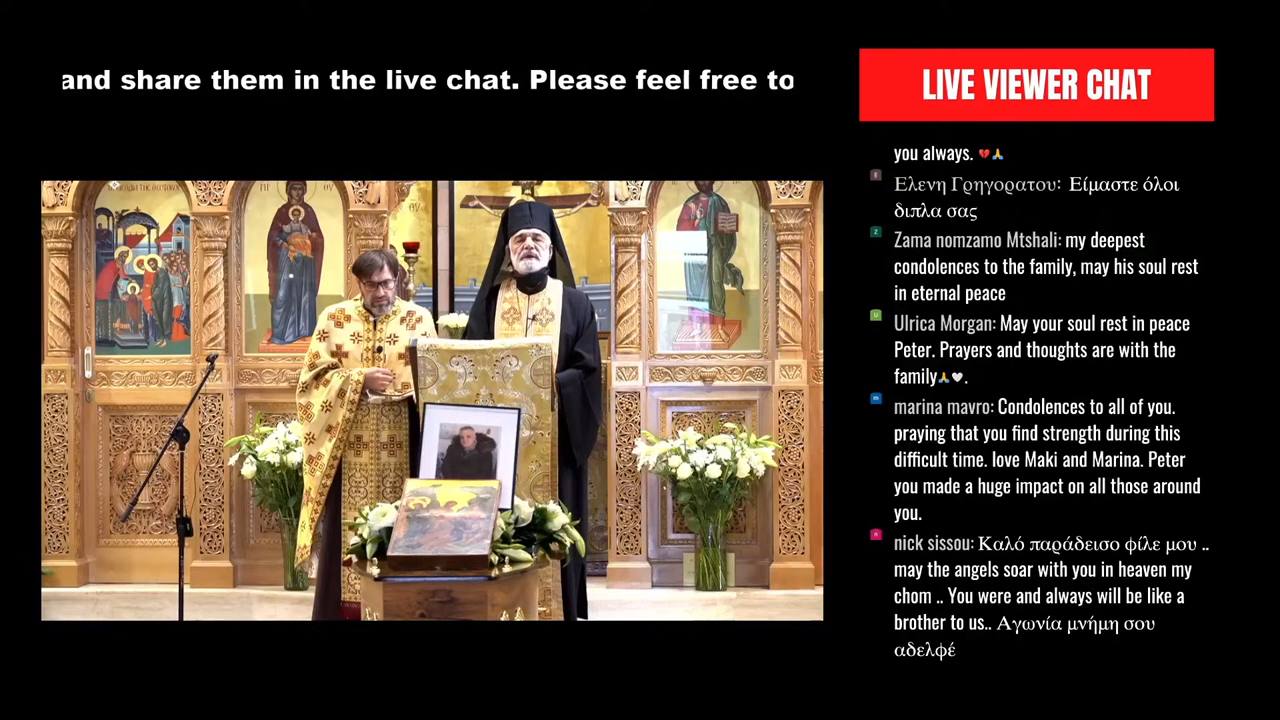 and share them in the live chat. Please feel free to
LIVE VIEWER CHAT
you always. 💔🙏
Ελενη Γρηγορατου: Είμαστε όλοι
διπλα σας
Zama nomzamo Mtshali: my deepest
condolences to the family, may his soul rest
in eternal peace
Ulrica Morgan: May your soul rest in peace
Peter. Prayers and thoughts are with the
family🙏🤍.
marina mavro: Condolences to all of you.
praying that you find strength during this
difficult time. love Maki and Marina. Peter
you made a huge impact on all those around
you.
nick sissou: Καλό παράδεισο φίλε μου ..
may the angels soar with you in heaven my
chom .. You were and always will be like a
brother to us.. Αγωνία μνήμη σου
αδελφέ